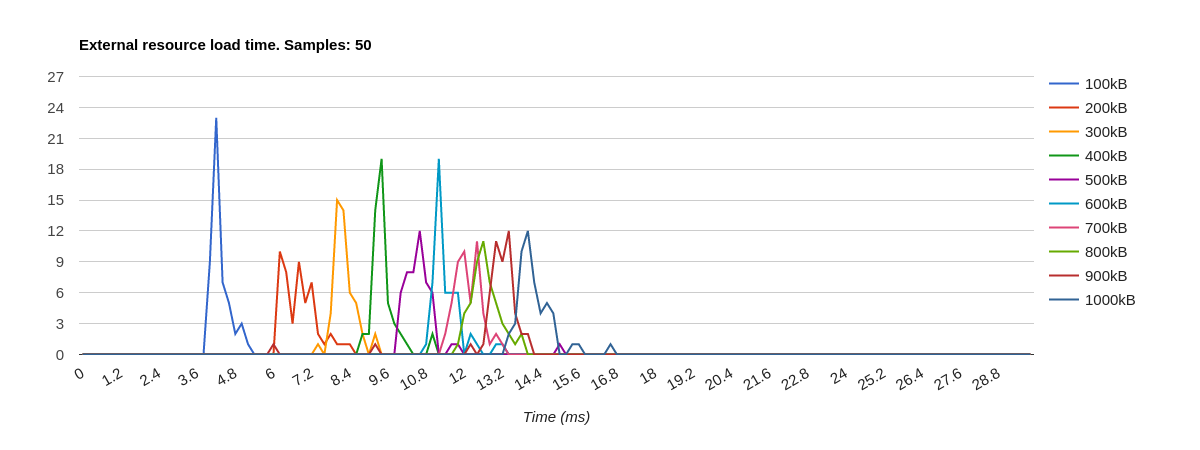 External resource load time. Samples: 50
27
24
21
18
15
12
9
6
3
0
0 1.2 2.4 3.6 4.8 6 7.2 8.4 9.6 10.8 12 13.2 14.4 15.6 16.8 18 19.2 20.4 21.6 22.8 24 25.2 26.4 27.6 28.8
Time (ms)
100kB
200kB
300kB
400kB
500kB
600kB
700kB
800kB
900kB
1000kB